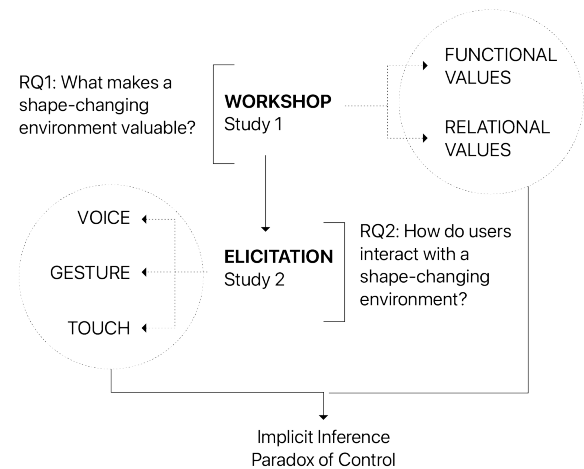 RQ1: What makes a
shape-changing
environment valuable?
WORKSHOP
Study 1
FUNCTIONAL
VALUES
RELATIONAL
VALUES
VOICE
GESTURE
TOUCH
ELICITATION
Study 2
RQ2: How do users
interact with a
shape-changing
environment?
Implicit Inference
Paradox of Control